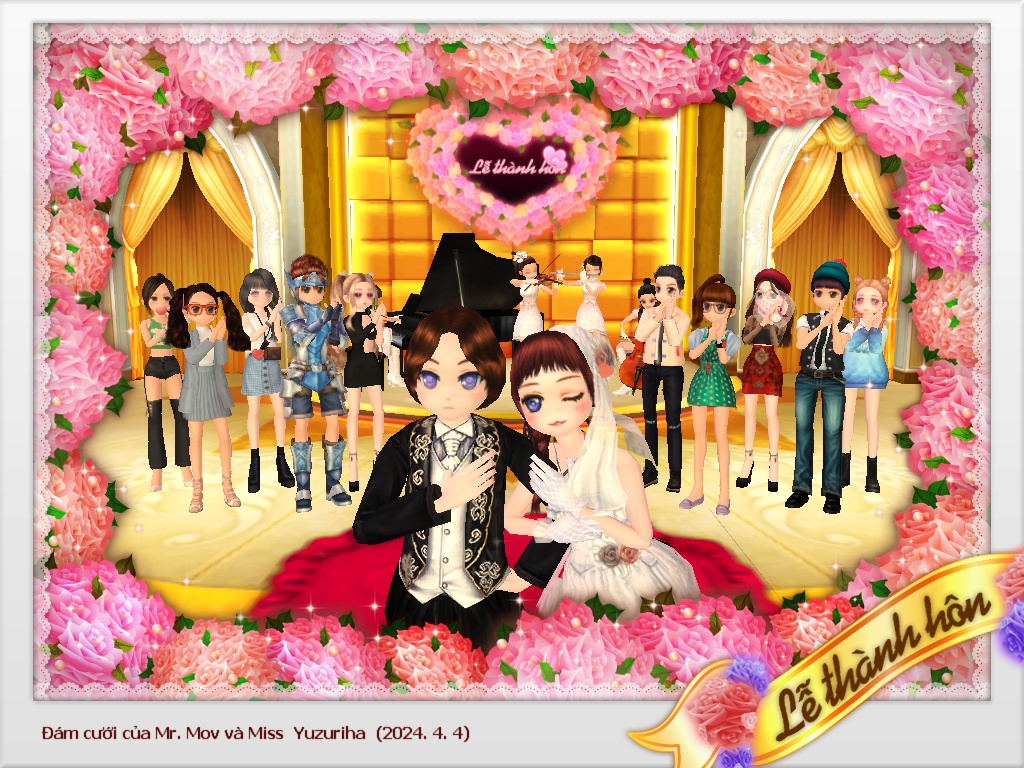 Lễ thành hôn
Lễ thành hôn
Đám cưới của Mr. Mov và Miss  Yuzuriha  (2024. 4. 4)